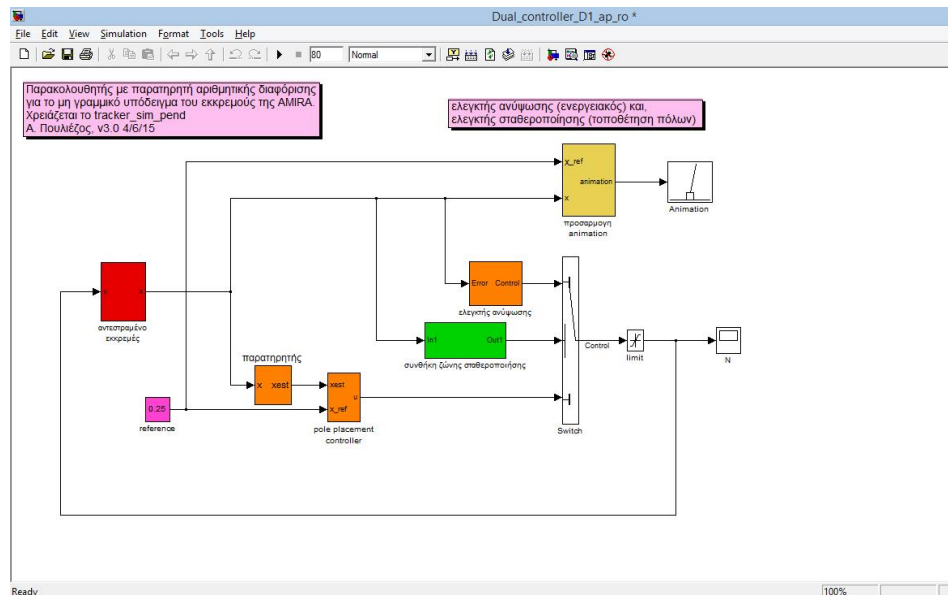 Dual_controller_D1_ap_ro *
File Edit View Simulation Format Tools Help
80 Normal
Παρακολουθητής με παρατηρητή αριθμητικής διαφόρισης
για το μη γραμμικό υπόδειγμα του εκκρεμούς της AMIRA.
Χρειάζεται το tracker_sim_pend
Α. Πουλιέζος, v3.0 4/6/15
ελεγκτής ανύψωσης (ενεργειακός) και,
ελεγκτής σταθεροποίησης (τοποθέτηση πόλων)
x_ref
animation
x
προσαρμογη
animation
Animation
Error Control
ελεγκτής ανύψωσης
x
αντεστραμένο
εκκρεμές
In1 Out1
συνθήκη ζώνης σταθεροποιήσης
Control
limit
N
παρατηρητής
x xest
xest
u
x_ref
pole placement
controller
0.25
reference
Switch
Ready
100%